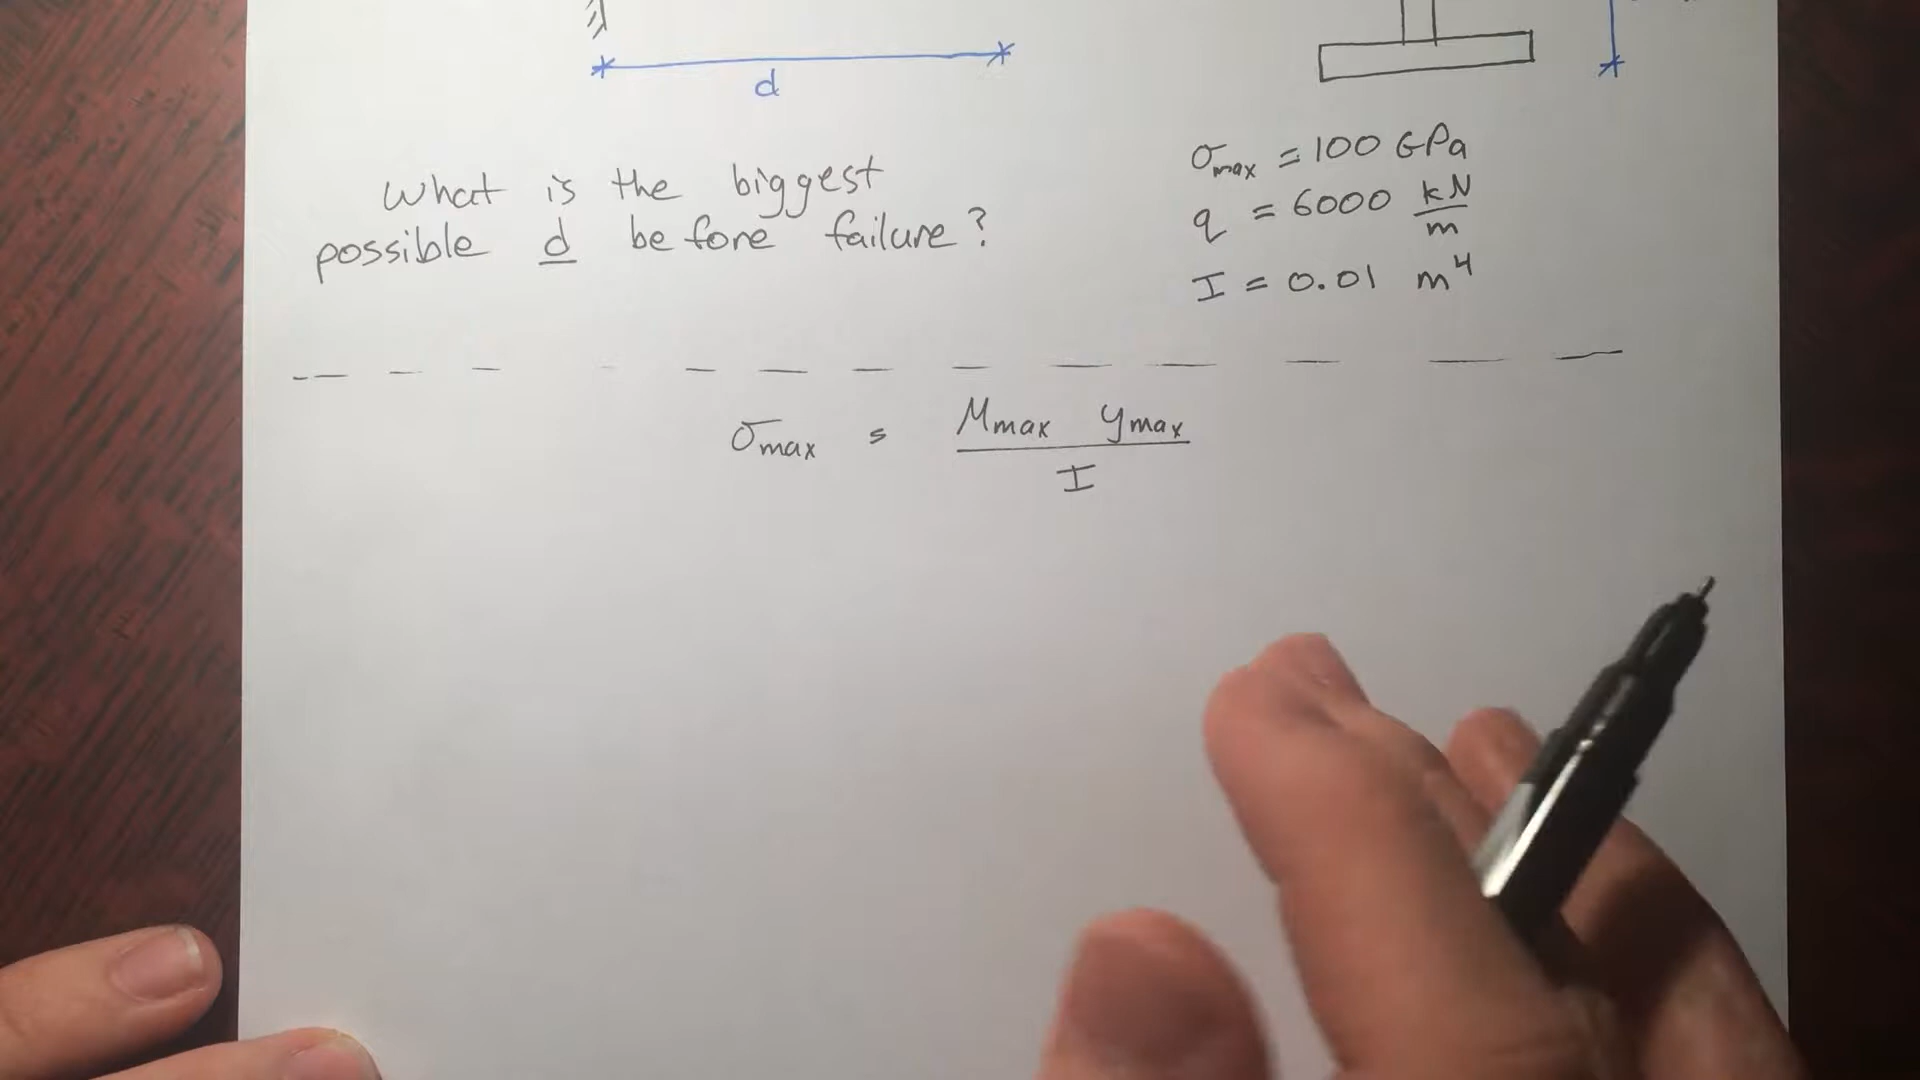 d
What is the biggest
possible d before failure?
σmax = 100 GPa
q = 6000 kN/m
I = 0.01 m⁴
σmax = Mmax ymax / I